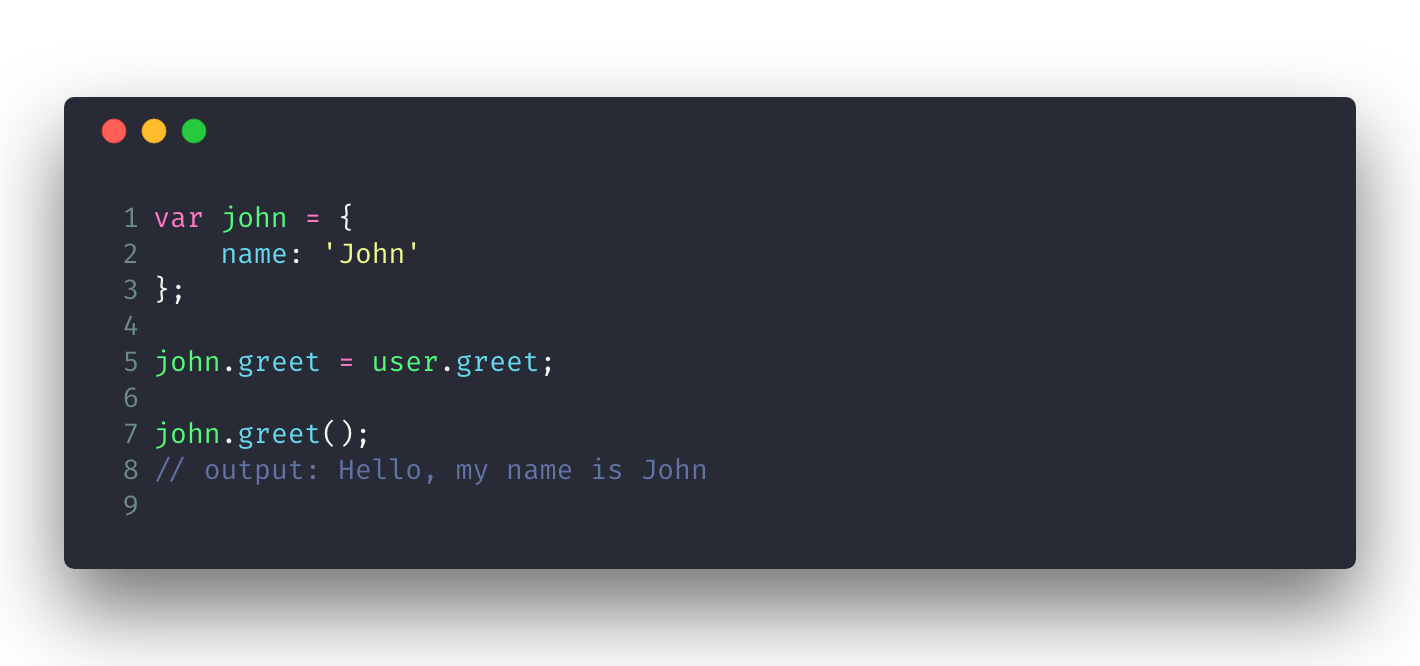 1 var john = {
2     name: 'John'
3 };
4
5 john.greet = user.greet;
6
7 john.greet();
8 // output: Hello, my name is John
9